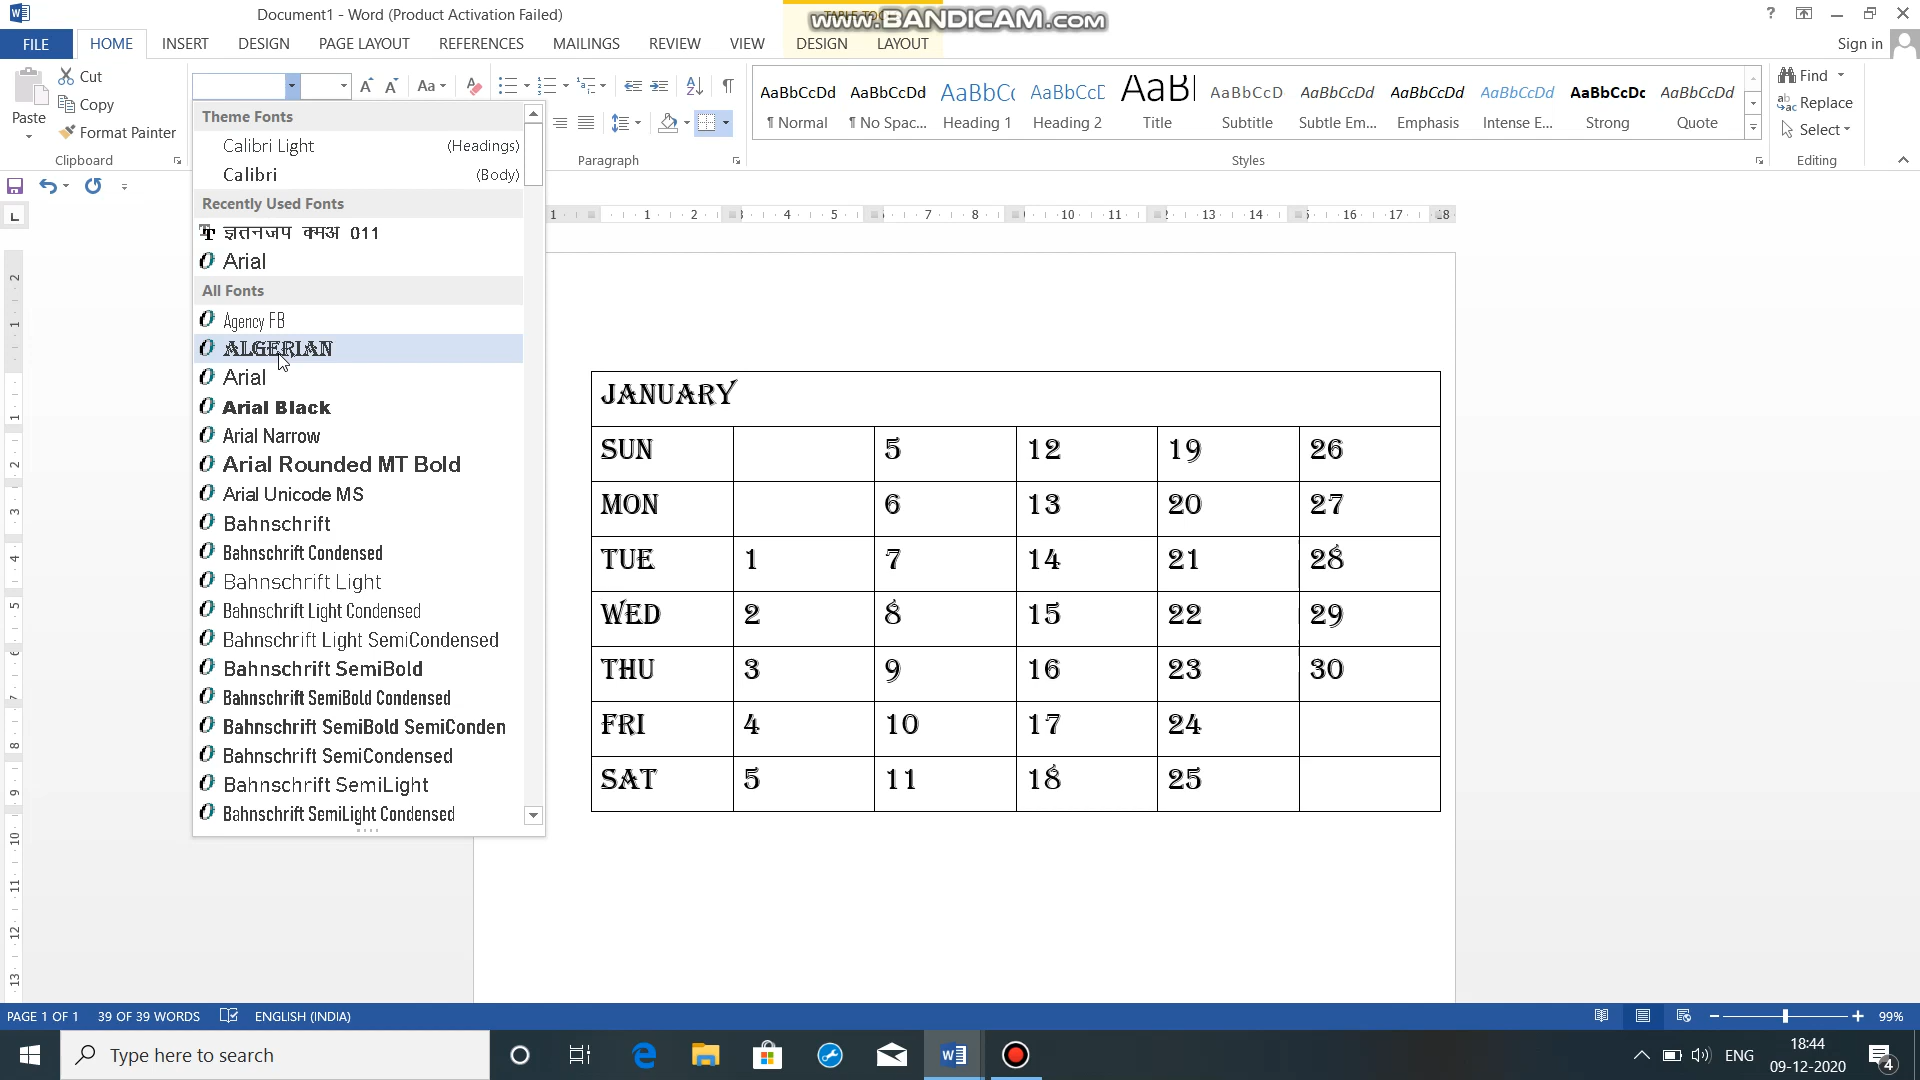 Document1 - Word (Product Activation Failed)
www.BANDICAM.com
FILE HOME INSERT DESIGN PAGE LAYOUT REFERENCES MAILINGS REVIEW VIEW DESIGN LAYOUT Sign in
Cut
Copy
Format Painter
Paste
Clipboard
Aa
Paragraph
AaBbCcDd AaBbCcDd AaBbCc AaBbCcD AaBb AaBbCcD AaBbCcDd AaBbCcDd AaBbCcDd AaBbCcDc AaBbCcDd
¶ Normal ¶ No Spac... Heading 1 Heading 2 Title Subtitle Subtle Em... Emphasis Intense E... Strong Quote
Styles
Find
Replace
Select
Editing
Theme Fonts
Calibri Light (Headings)
Calibri (Body)
Recently Used Fonts
ज्ञतनजप क्मअ 011
Arial
All Fonts
Agency FB
ALGERIAN
Arial
Arial Black
Arial Narrow
Arial Rounded MT Bold
Arial Unicode MS
Bahnschrift
Bahnschrift Condensed
Bahnschrift Light
Bahnschrift Light Condensed
Bahnschrift Light SemiCondensed
Bahnschrift SemiBold
Bahnschrift SemiBold Condensed
Bahnschrift SemiBold SemiConden
Bahnschrift SemiCondensed
Bahnschrift SemiLight
Bahnschrift SemiLight Condensed
JANUARY
SUN 5 12 19 26
MON 6 13 20 27
TUE 1 7 14 21 28
WED 2 8 15 22 29
THU 3 9 16 23 30
FRI 4 10 17 24
SAT 5 11 18 25
PAGE 1 OF 1 39 OF 39 WORDS ENGLISH (INDIA) 99%
Type here to search
ENG
18:44
09-12-2020
4